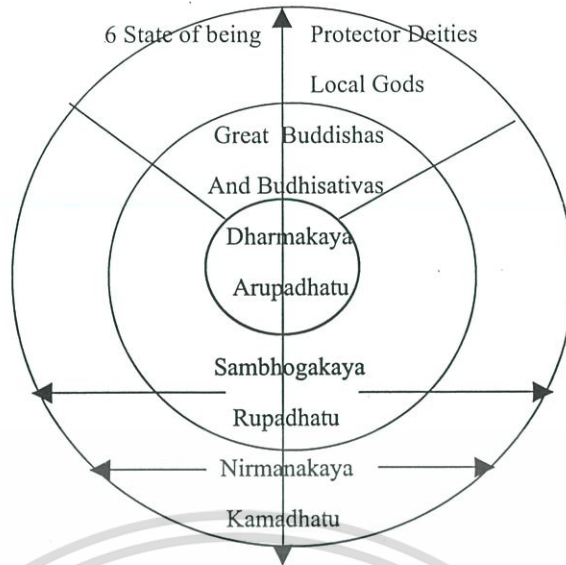 6 State of being
Protector Deities
Local Gods
Great Buddishas
And Budhisativas
Dharmakaya
Arupadhatu
Sambhogakaya
Rupadhatu
Nirmanakaya
Kamadhatu